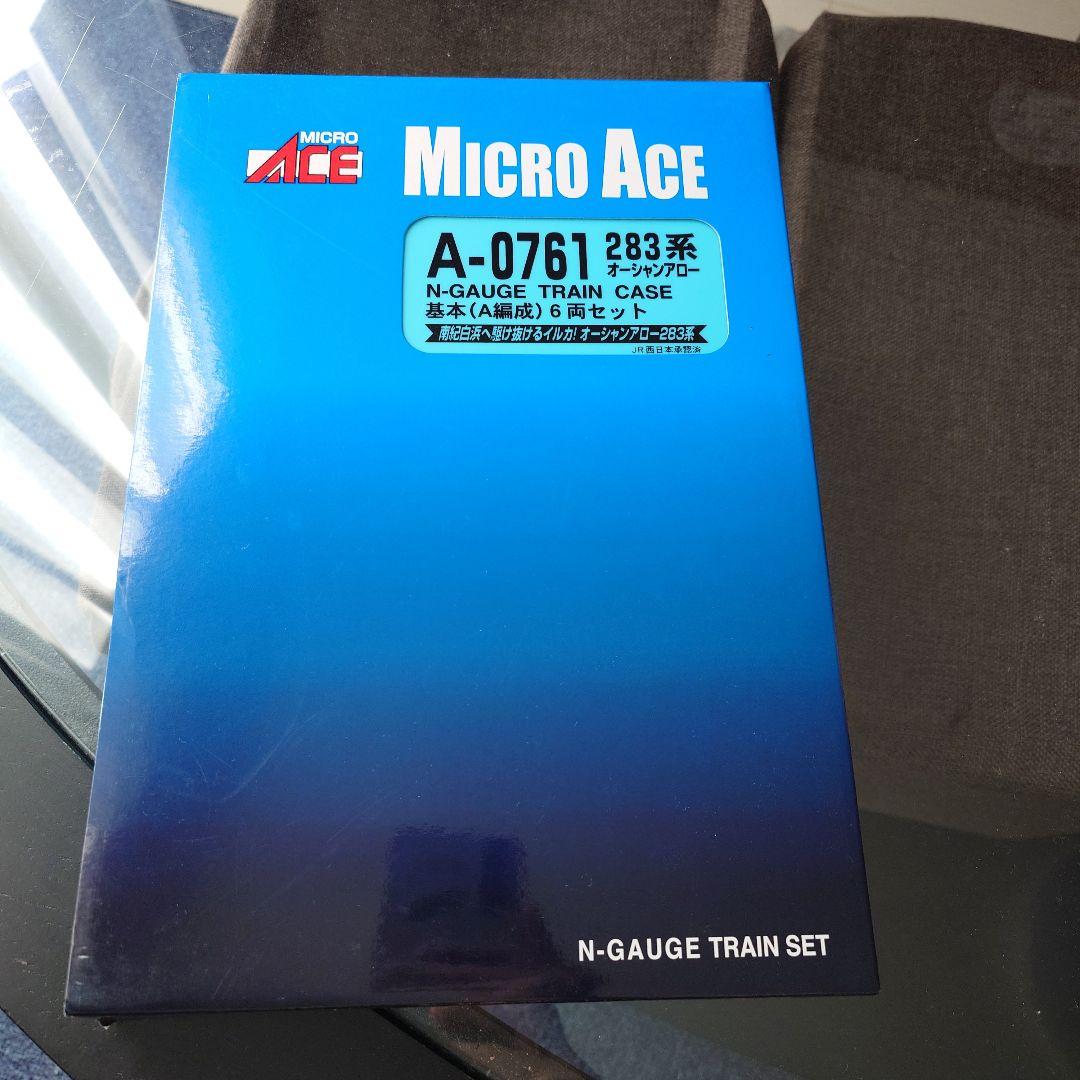 MICRO
ACE
MICRO ACE
A-0761 283系
オーシャンアロー
N-GAUGE TRAIN CASE
基本(A編成)6両セット
南紀白浜へ駆け抜けるイルカ! オーシャンアロー283系
JR西日本承認済
N-GAUGE TRAIN SET